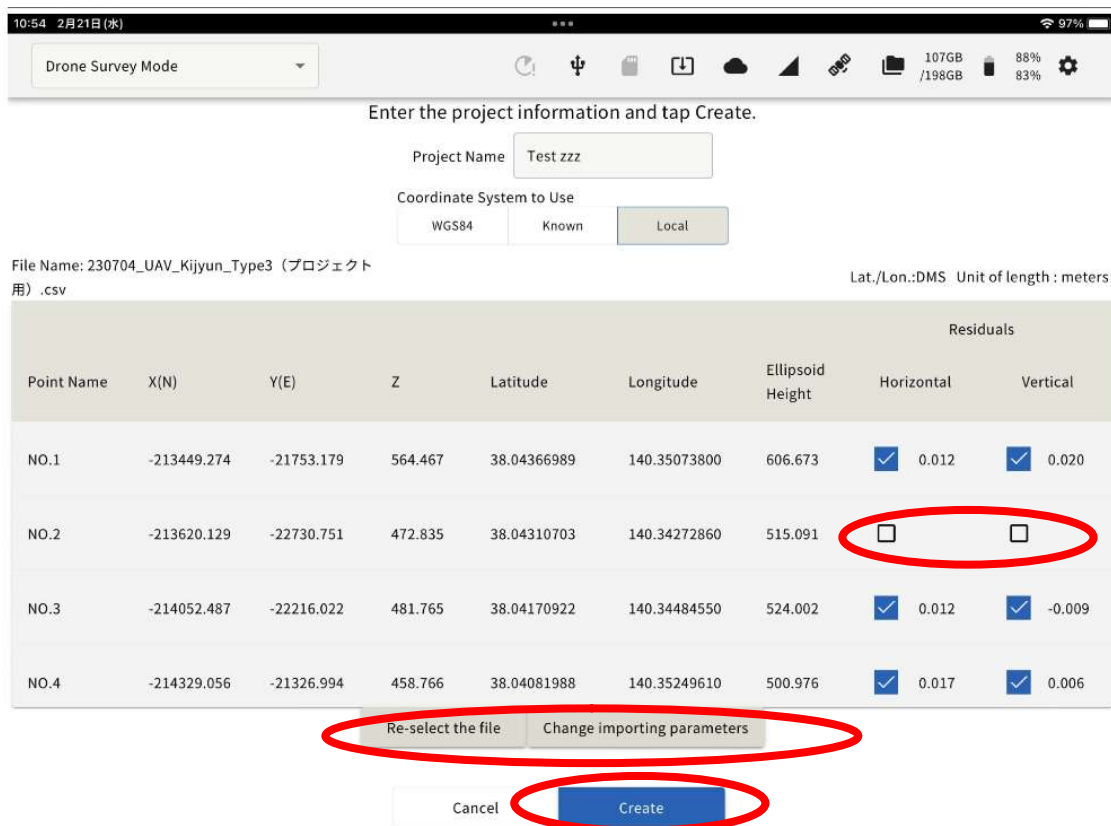 10:54 2月21日(水) 97%
Drone Survey Mode 107GB /198GB 88% 83%
Enter the project information and tap Create.
Project Name Test zzz
Coordinate System to Use
WGS84 Known Local
File Name: 230704_UAV_Kijyun_Type3（プロジェクト
用）.csv
Lat./Lon.:DMS Unit of length : meters
Residuals
Point Name X(N) Y(E) Z Latitude Longitude Ellipsoid Height Horizontal Vertical
NO.1 -213449.274 -21753.179 564.467 38.04366989 140.35073800 606.673 0.012 0.020
NO.2 -213620.129 -22730.751 472.835 38.04310703 140.34272860 515.091
NO.3 -214052.487 -22216.022 481.765 38.04170922 140.34484550 524.002 0.012 -0.009
NO.4 -214329.056 -21326.994 458.766 38.04081988 140.35249610 500.976 0.017 0.006
Re-select the file Change importing parameters
Cancel Create